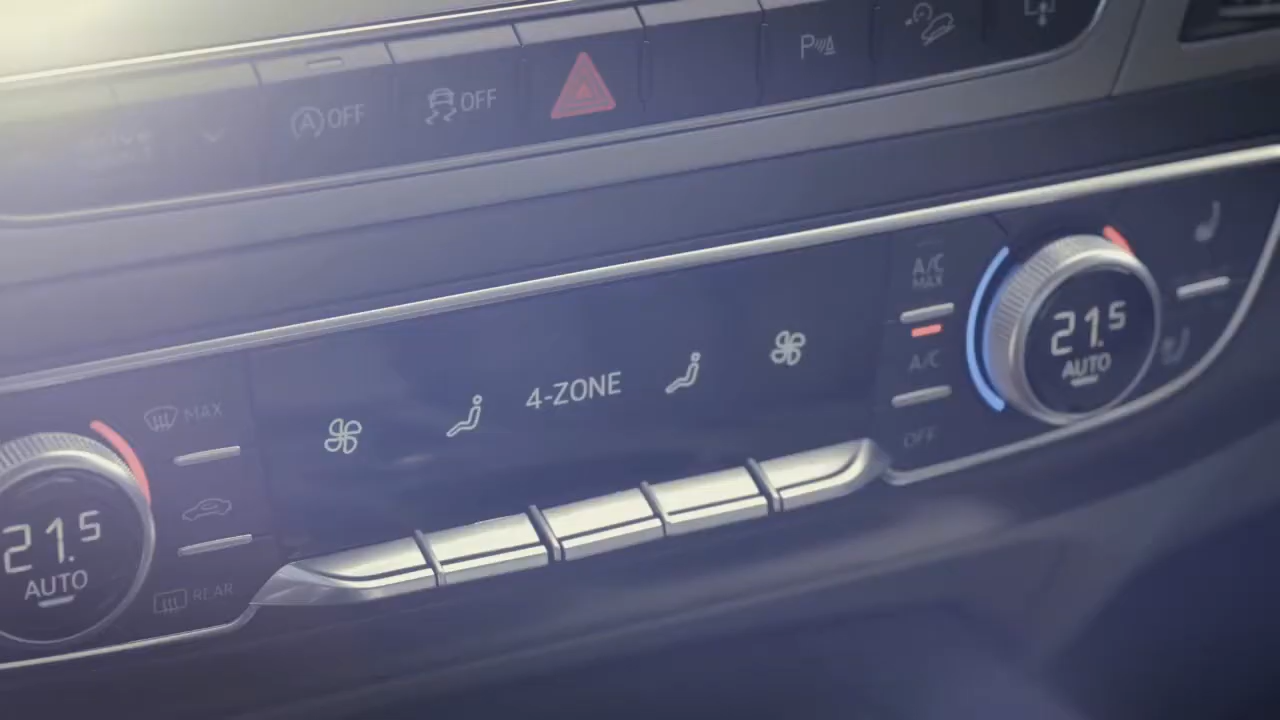 A OFF
OFF
P
A/C
MAX
21.5
AUTO
A/C
OFF
4-ZONE
MAX
21.5
AUTO
REAR